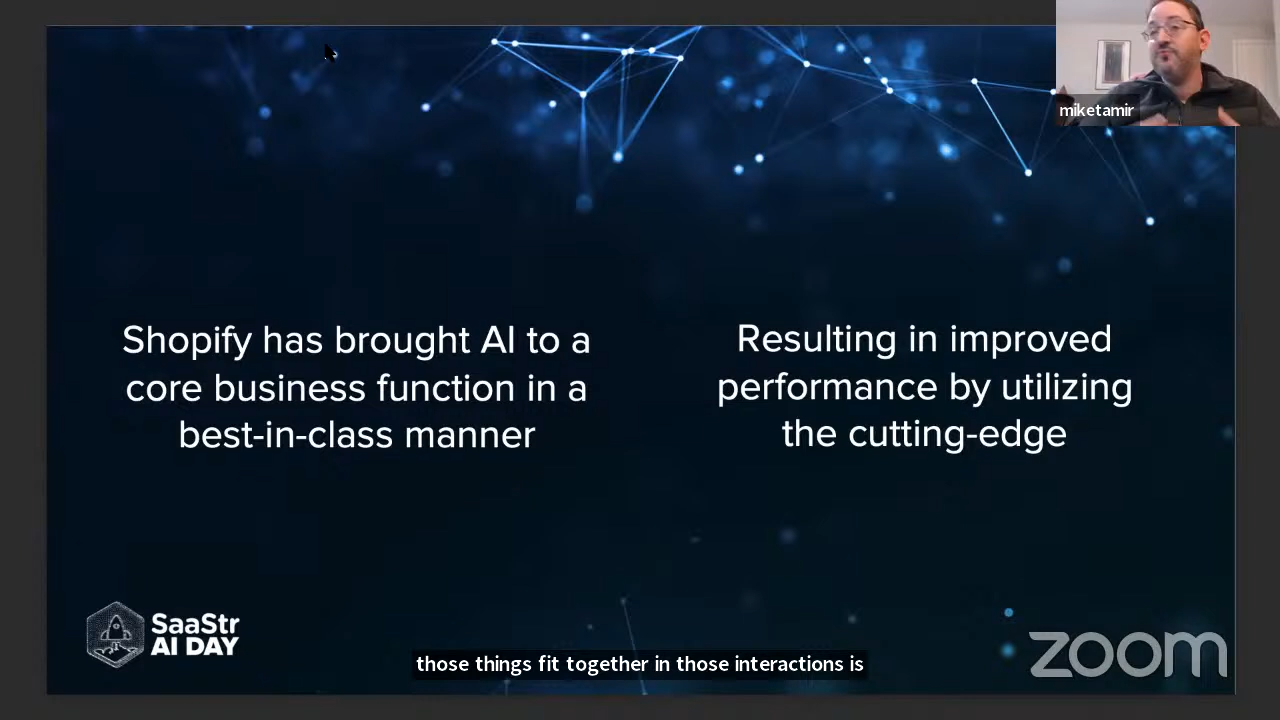 miketamir
Shopify has brought AI to a
core business function in a
best-in-class manner
Resulting in improved
performance by utilizing
the cutting-edge
SaaStr
AI DAY
those things fit together in those interactions is
zoom